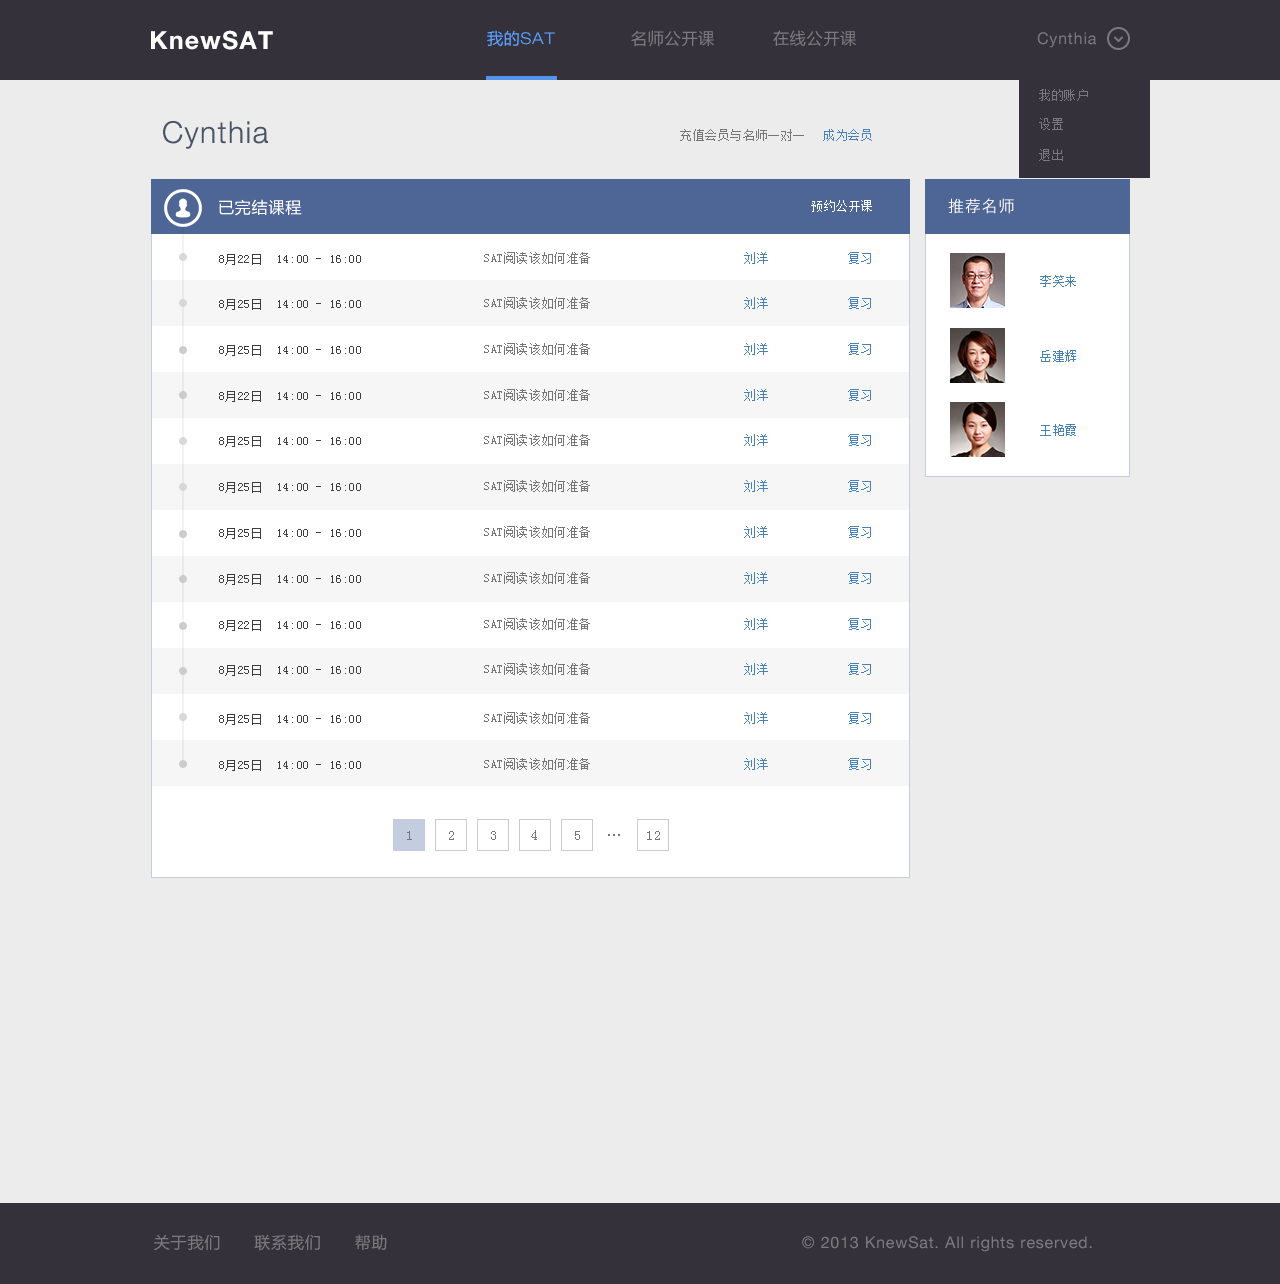 KnewSAT 我的SAT 名师公开课 在线公开课 Cynthia
我的账户
设置
退出
Cynthia 充值会员与名师一对一 成为会员
已完结课程 预约公开课
8月22日 14:00 - 16:00 SAT阅读该如何准备 刘洋 复习
8月25日 14:00 - 16:00 SAT阅读该如何准备 刘洋 复习
8月25日 14:00 - 16:00 SAT阅读该如何准备 刘洋 复习
8月22日 14:00 - 16:00 SAT阅读该如何准备 刘洋 复习
8月25日 14:00 - 16:00 SAT阅读该如何准备 刘洋 复习
8月25日 14:00 - 16:00 SAT阅读该如何准备 刘洋 复习
8月25日 14:00 - 16:00 SAT阅读该如何准备 刘洋 复习
8月25日 14:00 - 16:00 SAT阅读该如何准备 刘洋 复习
8月22日 14:00 - 16:00 SAT阅读该如何准备 刘洋 复习
8月25日 14:00 - 16:00 SAT阅读该如何准备 刘洋 复习
8月25日 14:00 - 16:00 SAT阅读该如何准备 刘洋 复习
8月25日 14:00 - 16:00 SAT阅读该如何准备 刘洋 复习
1 2 3 4 5 ... 12
推荐名师
李笑来
岳建辉
王艳霞
关于我们 联系我们 帮助 © 2013 KnewSat. All rights reserved.